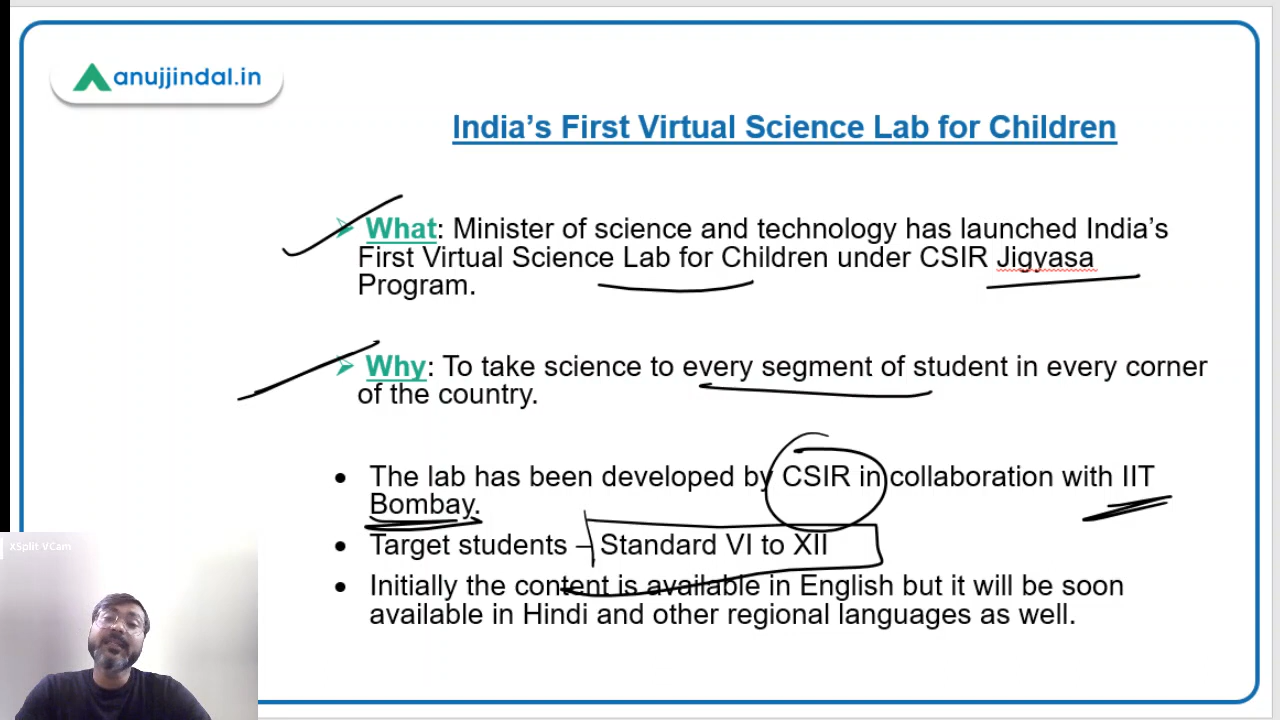 anujjindal.in
India’s First Virtual Science Lab for Children
What: Minister of science and technology has launched India’s
First Virtual Science Lab for Children under CSIR Jigyasa
Program.
Why: To take science to every segment of student in every corner
of the country.
The lab has been developed by CSIR in collaboration with IIT
Bombay.
Target students – Standard VI to XII
Initially the content is available in English but it will be soon
available in Hindi and other regional languages as well.
XSplit VCam